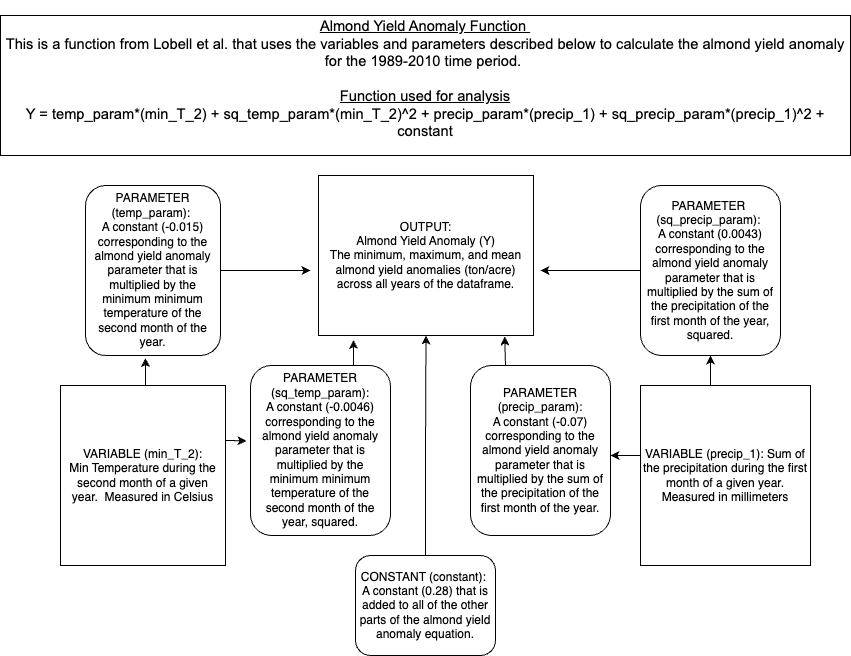 Almond Yield Anomaly Function
This is a function from Lobell et al. that uses the variables and parameters described below to calculate the almond yield anomaly
for the 1989-2010 time period.
Function used for analysis
Y = temp_param*(min_T_2) + sq_temp_param*(min_T_2)^2 + precip_param*(precip_1) + sq_precip_param*(precip_1)^2 +
constant
PARAMETER
(temp_param):
A constant (-0.015)
corresponding to the
almond yield anomaly
parameter that is
multiplied by the
minimum minimum
temperature of the
second month of the
year.
OUTPUT:
Almond Yield Anomaly (Y)
The minimum, maximum, and mean
almond yield anomalies (ton/acre)
across all years of the dataframe.
PARAMETER
(sq_precip_param):
A constant (0.0043)
corresponding to the
almond yield anomaly
parameter that is
multiplied by the sum of
the precipitation of the
first month of the year,
squared.
VARIABLE (min_T_2):
Min Temperature during the
second month of a given
year.  Measured in Celsius
PARAMETER
(sq_temp_param):
A constant (-0.0046)
corresponding to the
almond yield anomaly
parameter that is
multiplied by the
minimum minimum
temperature of the
second month of the
year, squared.
PARAMETER
(precip_param):
A constant (-0.07)
corresponding to the
almond yield anomaly
parameter that is
multiplied by the sum of
the precipitation of the
first month of the year.
VARIABLE (precip_1): Sum of
the precipitation during the first
month of a given year.
Measured in millimeters
CONSTANT (constant):
A constant (0.28) that is
added to all of the other
parts of the almond yield
anomaly equation.